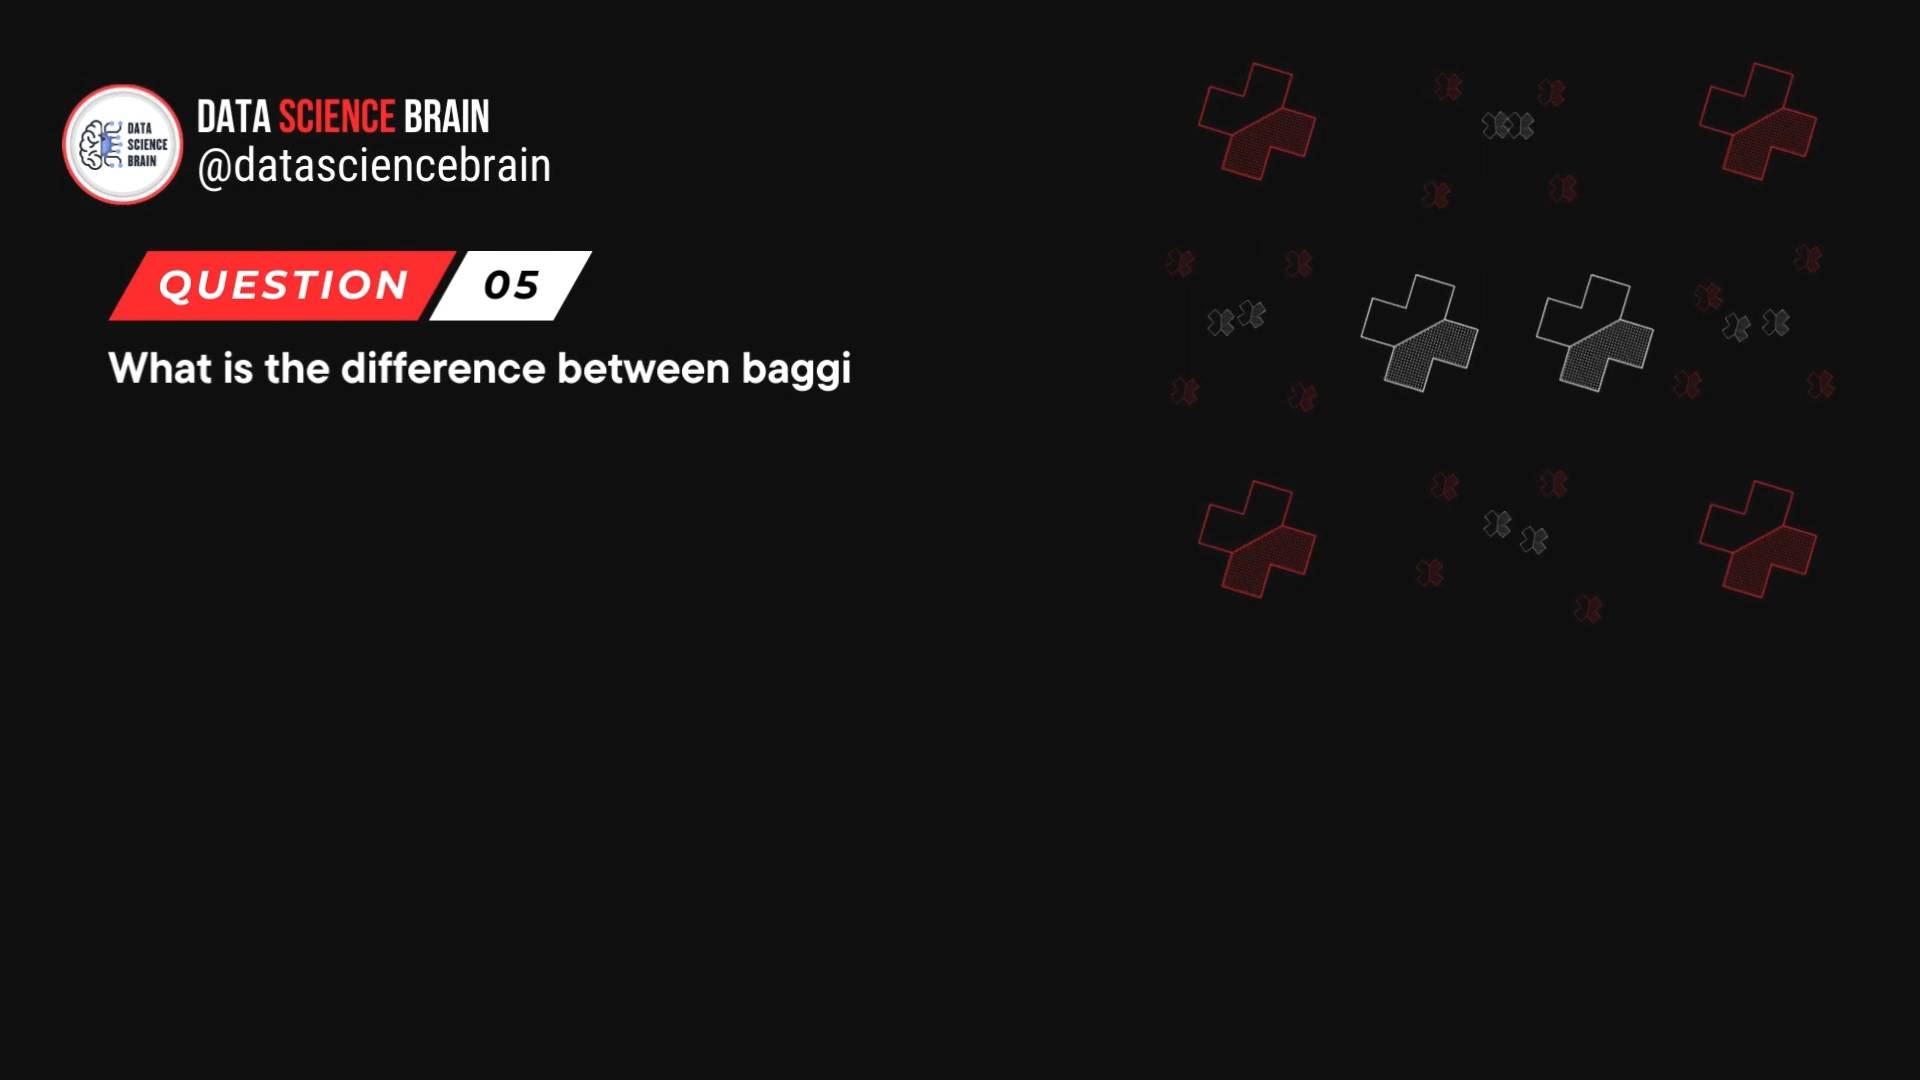 DATA
SCIENCE
BRAIN
DATA SCIENCE BRAIN
@datasciencebrain
QUESTION 05
What is the difference between baggi